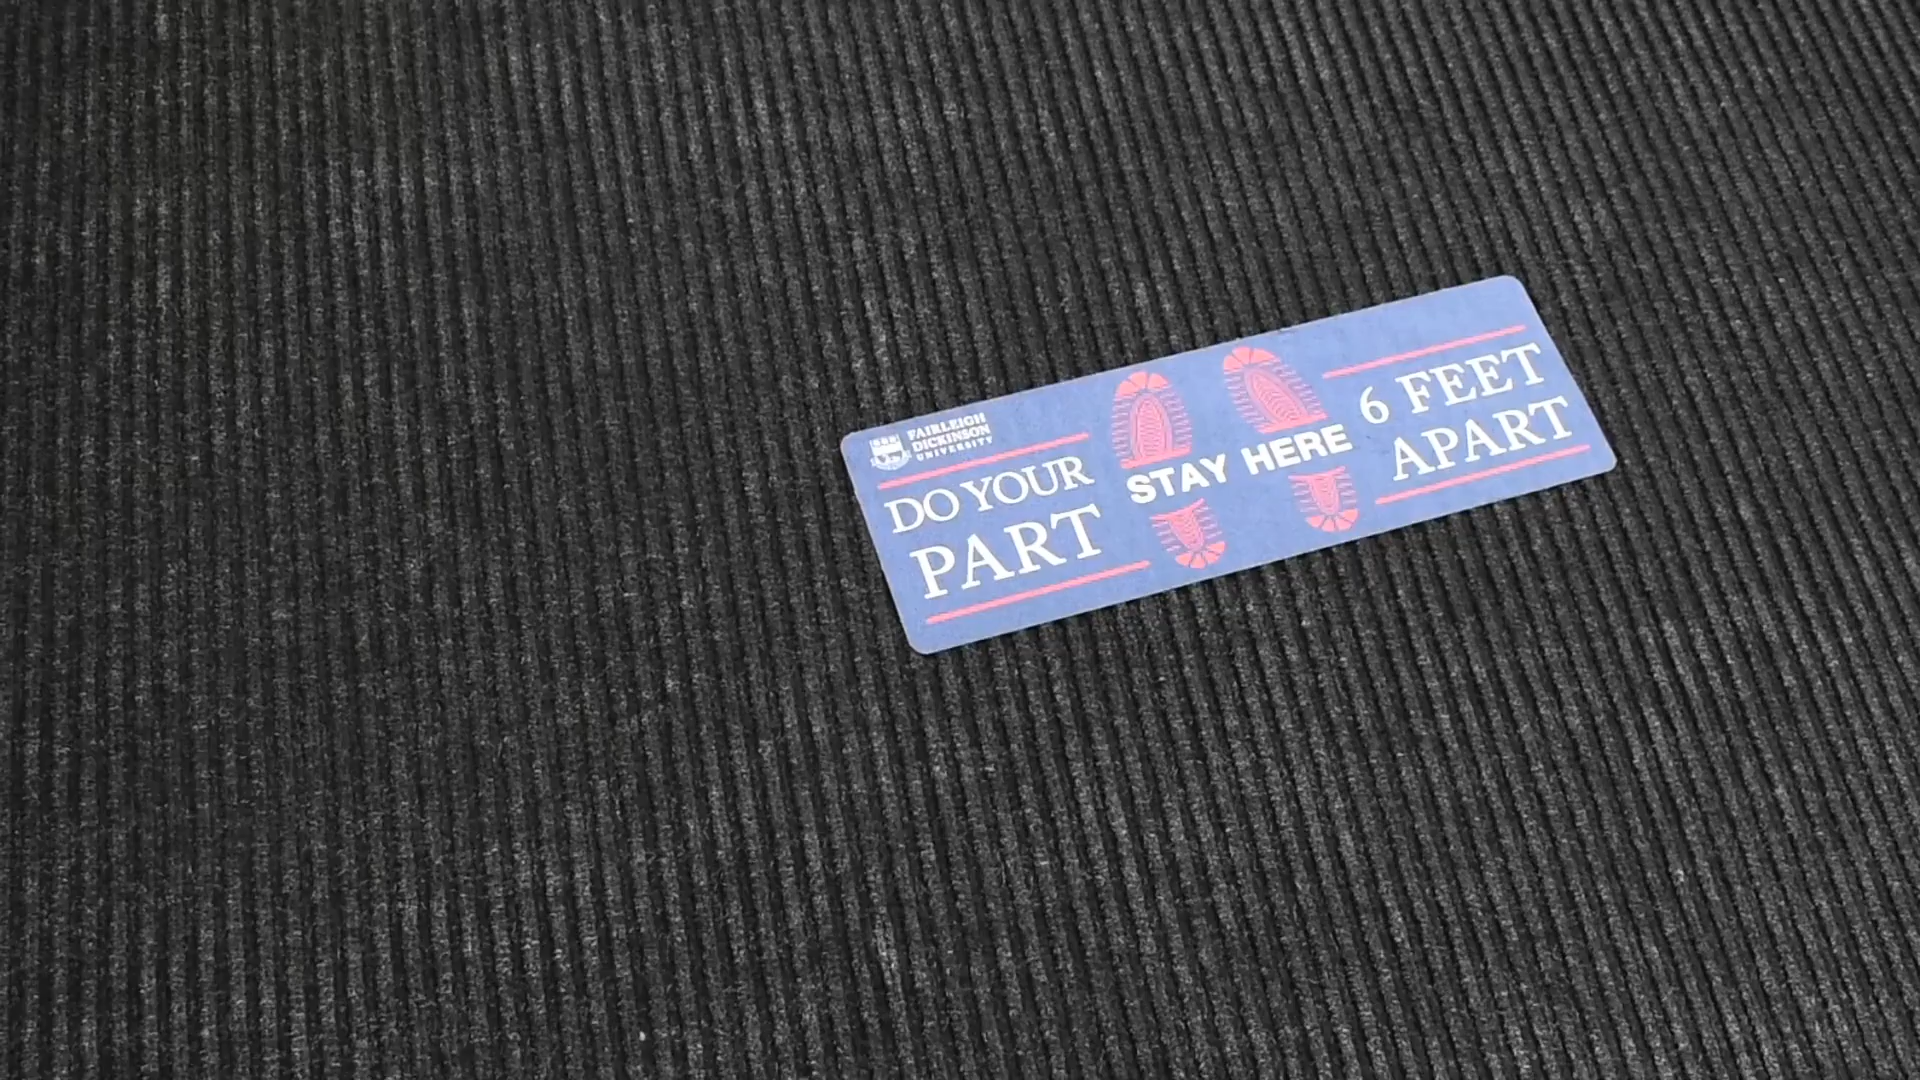 FAIRLEIGH
DICKINSON
UNIVERSITY
DO YOUR
PART
STAY HERE
6 FEET
APART